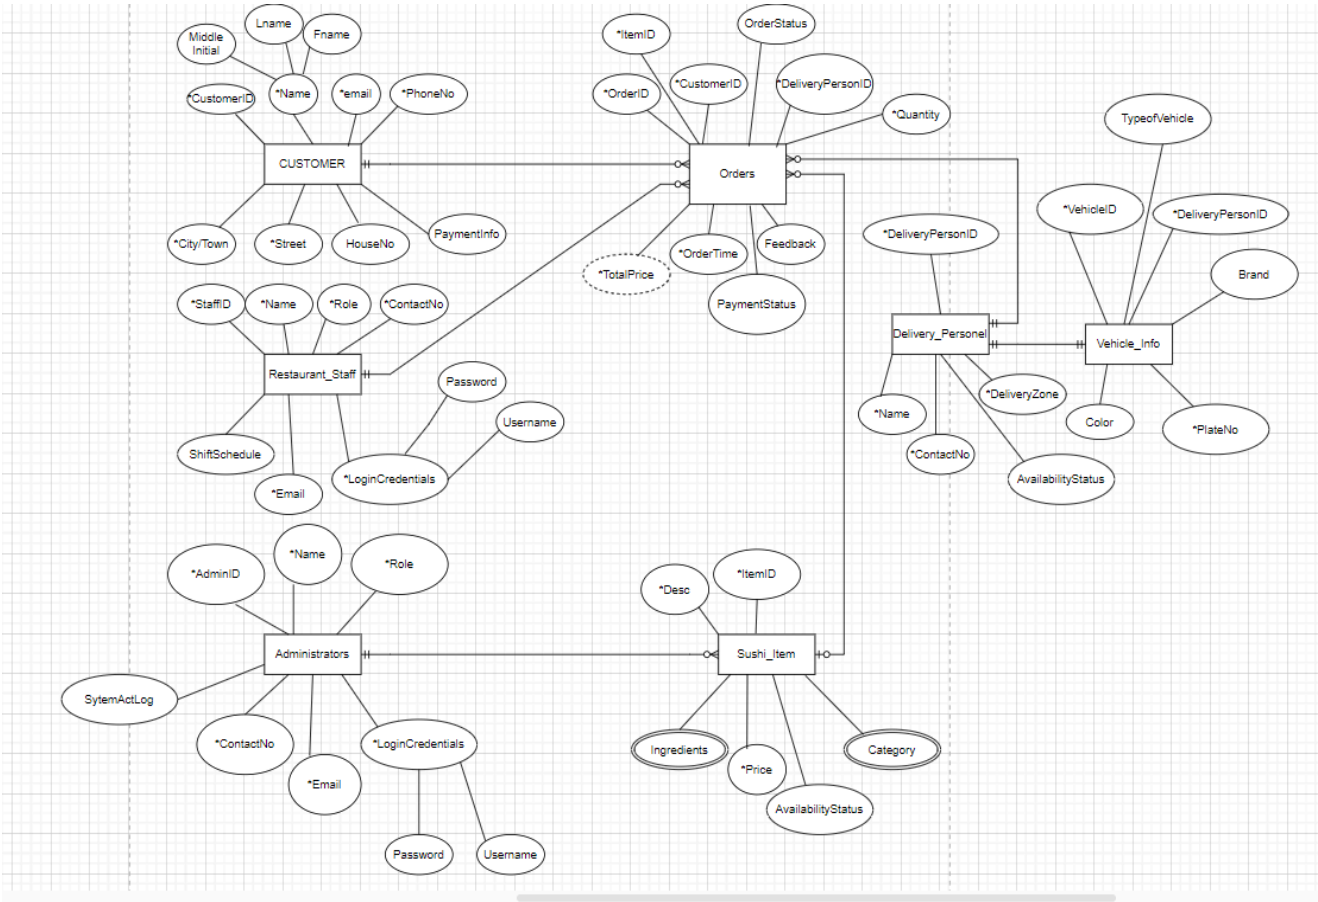 Lname
Fname
Middle
Initial
*CustomerID
*Name
*email
*PhoneNo
CUSTOMER
*City/Town
*Street
HouseNo
PaymentInfo
*ItemID
OrderStatus
*OrderID
*CustomerID
*DeliveryPersonID
*Quantity
Orders
*TotalPrice
*OrderTime
Feedback
PaymentStatus
TypeofVehicle
*VehicleID
*DeliveryPersonID
Brand
Vehicle_Info
Color
*PlateNo
*DeliveryPersonID
Delivery_Personel
*Name
*ContactNo
*DeliveryZone
AvailabilityStatus
*StaffID
*Name
*Role
*ContactNo
Restaurant_Staff
Password
Username
ShiftSchedule
*Email
*LoginCredentials
*AdminID
*Name
*Role
Administrators
SytemActLog
*ContactNo
*Email
*LoginCredentials
Password
Username
*Desc
*ItemID
Sushi_Item
Ingredients
*Price
AvailabilityStatus
Category